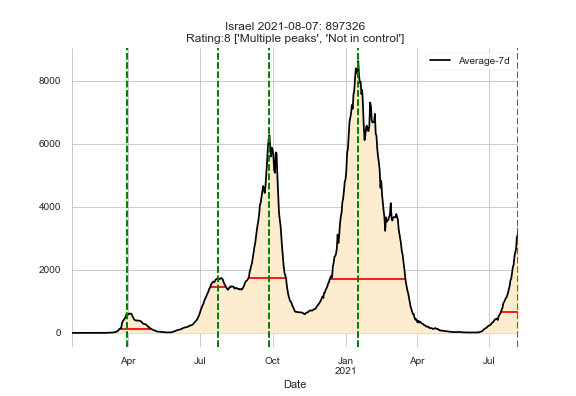 Israel 2021-08-07: 897326
Rating:8 ['Multiple peaks', 'Not in control']
Average-7d
8000
6000
4000
2000
0
Apr
Jul
Oct
Jan
2021
Apr
Jul
Date